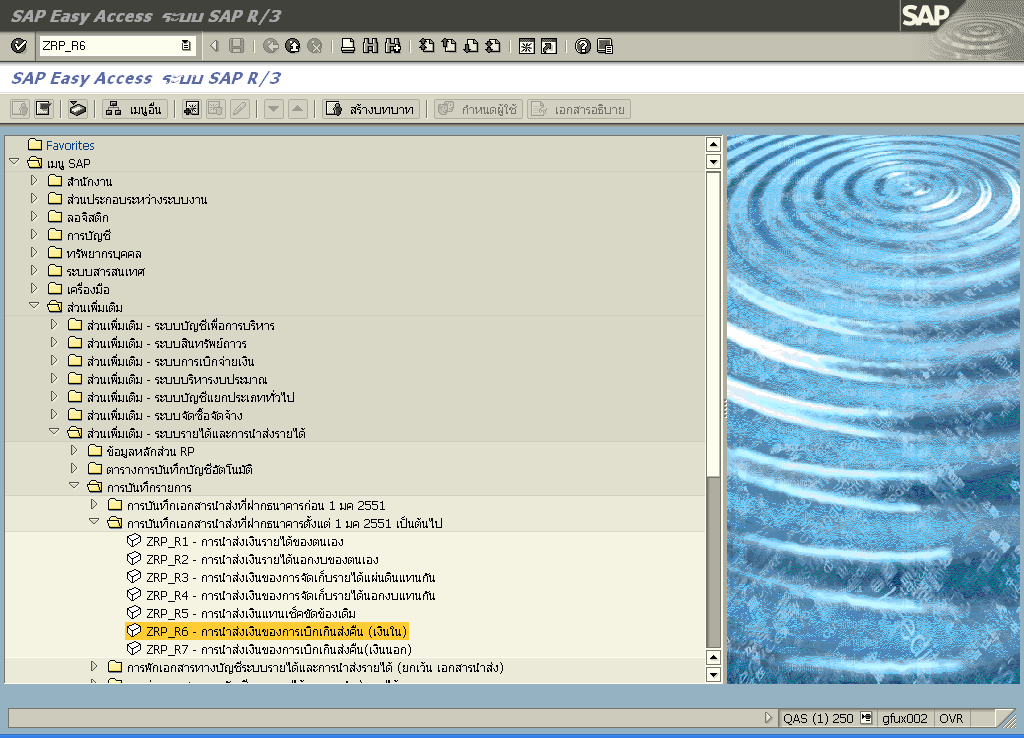 SAP Easy Access ระบบ SAP R/3
SAP
ZRP_R6
SAP Easy Access ระบบ SAP R/3
เมนูอื่น สร้างบทบาท กำหนดผู้ใช้ เอกสารอธิบาย
Favorites
เมนู SAP
สำนักงาน
ส่วนประกอบระหว่างระบบงาน
ลอจิสติก
การบัญชี
ทรัพยากรบุคคล
ระบบสารสนเทศ
เครื่องมือ
ส่วนเพิ่มเติม
ส่วนเพิ่มเติม - ระบบบัญชีเพื่อการบริหาร
ส่วนเพิ่มเติม - ระบบสินทรัพย์ถาวร
ส่วนเพิ่มเติม - ระบบการเบิกจ่ายเงิน
ส่วนเพิ่มเติม - ระบบบริหารงบประมาณ
ส่วนเพิ่มเติม - ระบบบัญชีแยกประเภททั่วไป
ส่วนเพิ่มเติม - ระบบจัดซื้อจัดจ้าง
ส่วนเพิ่มเติม - ระบบรายได้และการนำส่งรายได้
ข้อมูลหลักส่วน RP
ตารางการบันทึกบัญชีอัตโนมัติ
การบันทึกรายการ
การบันทึกเอกสารนำส่งที่ฝากธนาคารก่อน 1 มค 2551
การบันทึกเอกสารนำส่งที่ฝากธนาคารตั้งแต่ 1 มค 2551 เป็นต้นไป
ZRP_R1 - การนำส่งเงินรายได้ของตนเอง
ZRP_R2 - การนำส่งเงินรายได้นอกงบของตนเอง
ZRP_R3 - การนำส่งเงินของการจัดเก็บรายได้แผ่นดินแทนกัน
ZRP_R4 - การนำส่งเงินของการจัดเก็บรายได้นอกงบแทนกัน
ZRP_R5 - การนำส่งเงินแทนเช็คขัดข้องเดิม
ZRP_R6 - การนำส่งเงินของการเบิกเกินส่งคืน (เงินใน)
ZRP_R7 - การนำส่งเงินของการเบิกเกินส่งคืน(เงินนอก)
การพักเอกสารทางบัญชีระบบรายได้และการนำส่งรายได้ (ยกเว้น เอกสารนำส่ง)
QAS (1) 250 gfux002 OVR